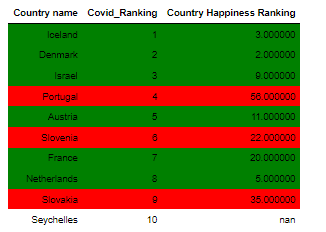 Country name Covid_Ranking Country Happiness Ranking
Iceland 1 3.000000
Denmark 2 2.000000
Israel 3 9.000000
Portugal 4 56.000000
Austria 5 11.000000
Slovenia 6 22.000000
France 7 20.000000
Netherlands 8 5.000000
Slovakia 9 35.000000
Seychelles 10 nan